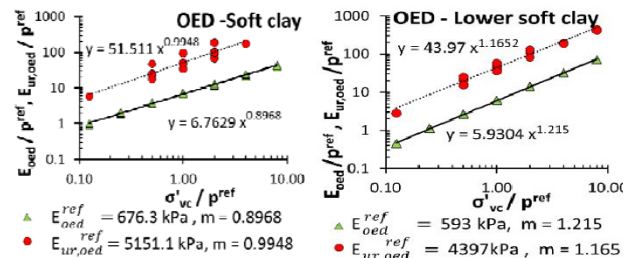 OED -Soft clay
E_oed / p^ref , E_ur,oed / p^ref
1000
100
10
1
0.1
y = 51.511 x^0.9948
y = 6.7629 x^0.8968
0.10 1.00 10.00
σ'_vc / p^ref
E_oed^ref = 676.3 kPa, m = 0.8968
E_ur,oed^ref = 5151.1 kPa, m = 0.9948
OED - Lower soft clay
E_oed/p^ref , E_ur,oed/p^ref
1000
100
10
1
0.1
y = 43.97 x^1.1652
y = 5.9304 x^1.215
0.10 1.00 10.00
σ'_vc / p^ref
E_oed^ref = 593 kPa, m = 1.215
E_ur,oed^ref = 4397kPa, m = 1.165